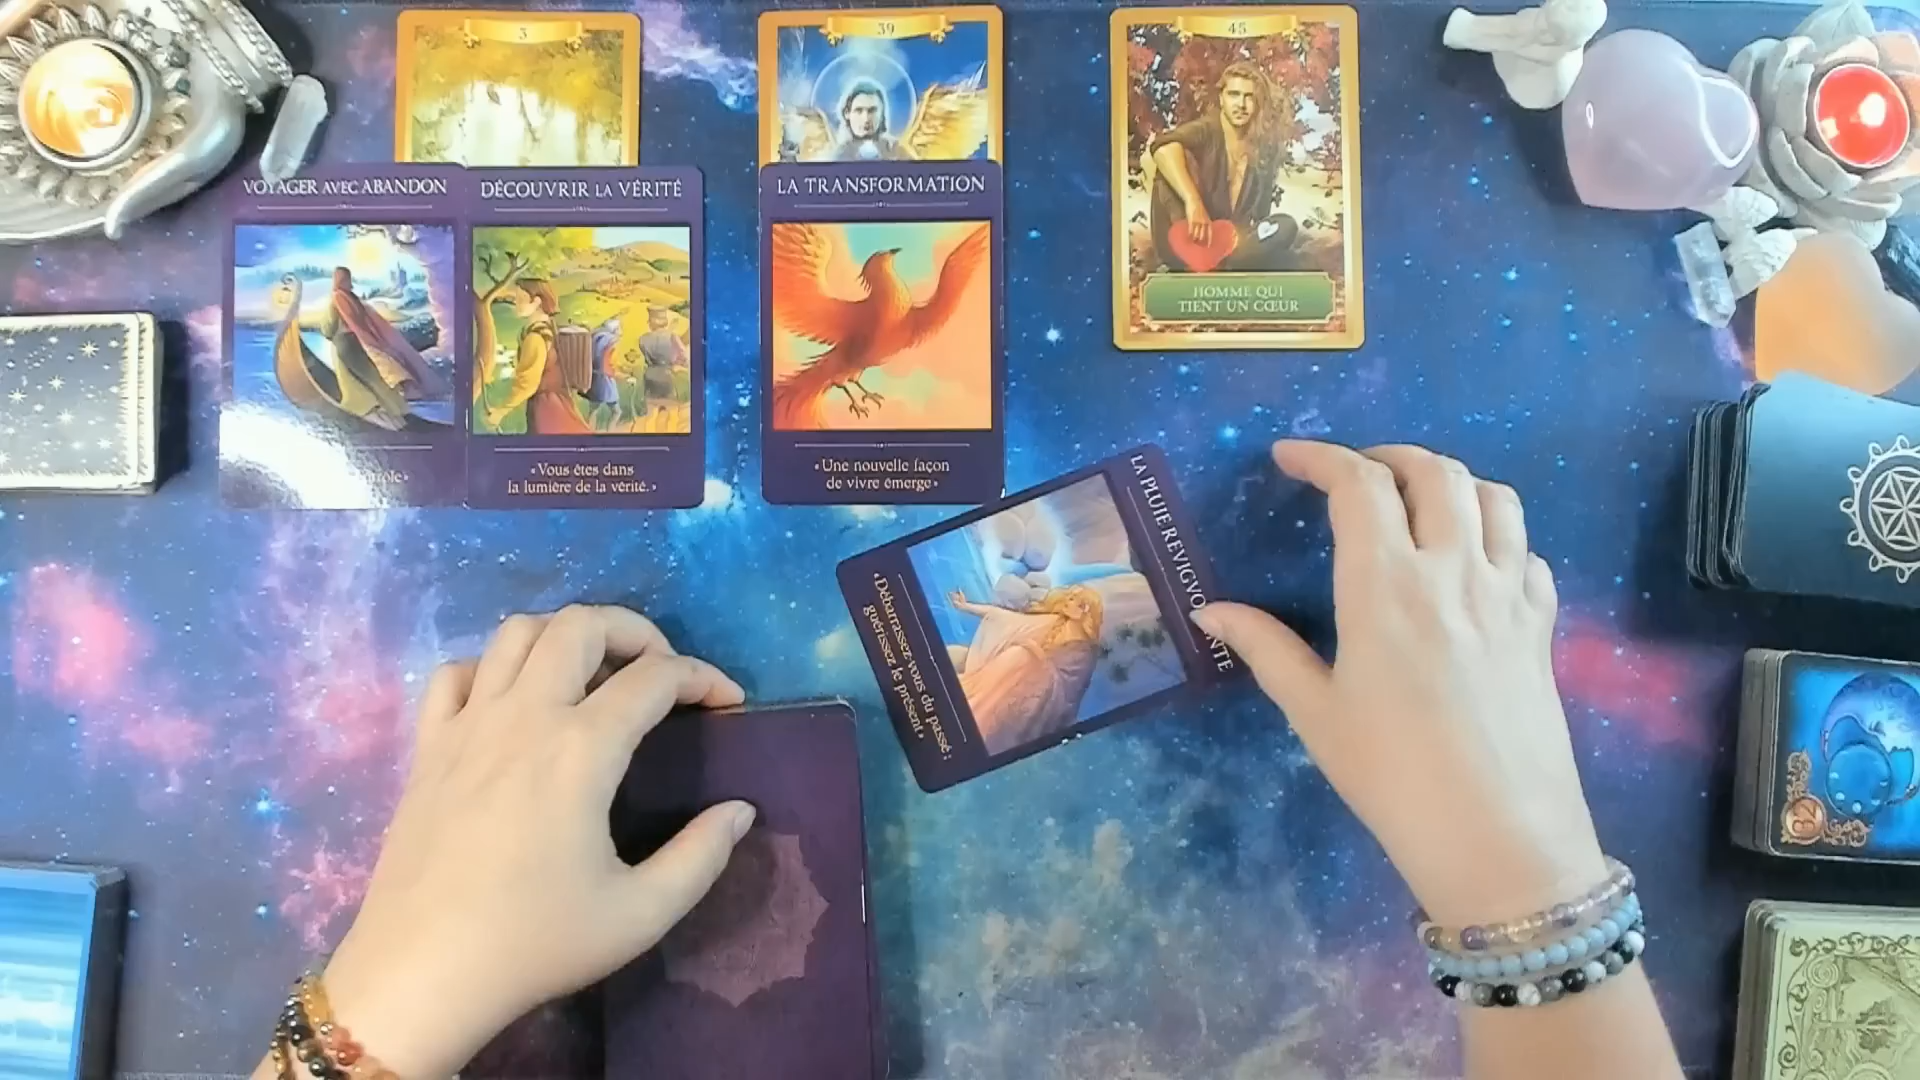 3
39
45
VOYAGER AVEC ABANDON
DÉCOUVRIR LA VÉRITÉ
LA TRANSFORMATION
HOMME QUI
TIENT UN CŒUR
«Vous êtes dans
la lumière de la vérité.»
«Une nouvelle façon
de vivre émerge»
LA PLUIE
«Débarrassez-vous du passé ;
guérissez le présent»
82